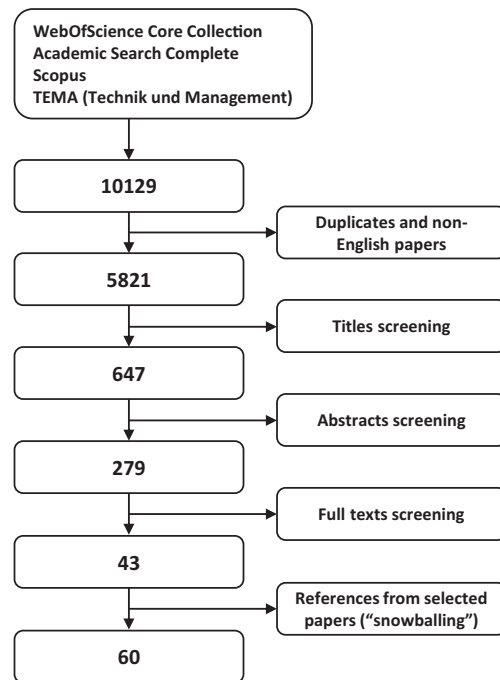 WebOfScience Core Collection
Academic Search Complete
Scopus
TEMA (Technik und Management)
10129
Duplicates and non-
English papers
5821
Titles screening
647
Abstracts screening
279
Full texts screening
43
References from selected
papers (“snowballing”)
60